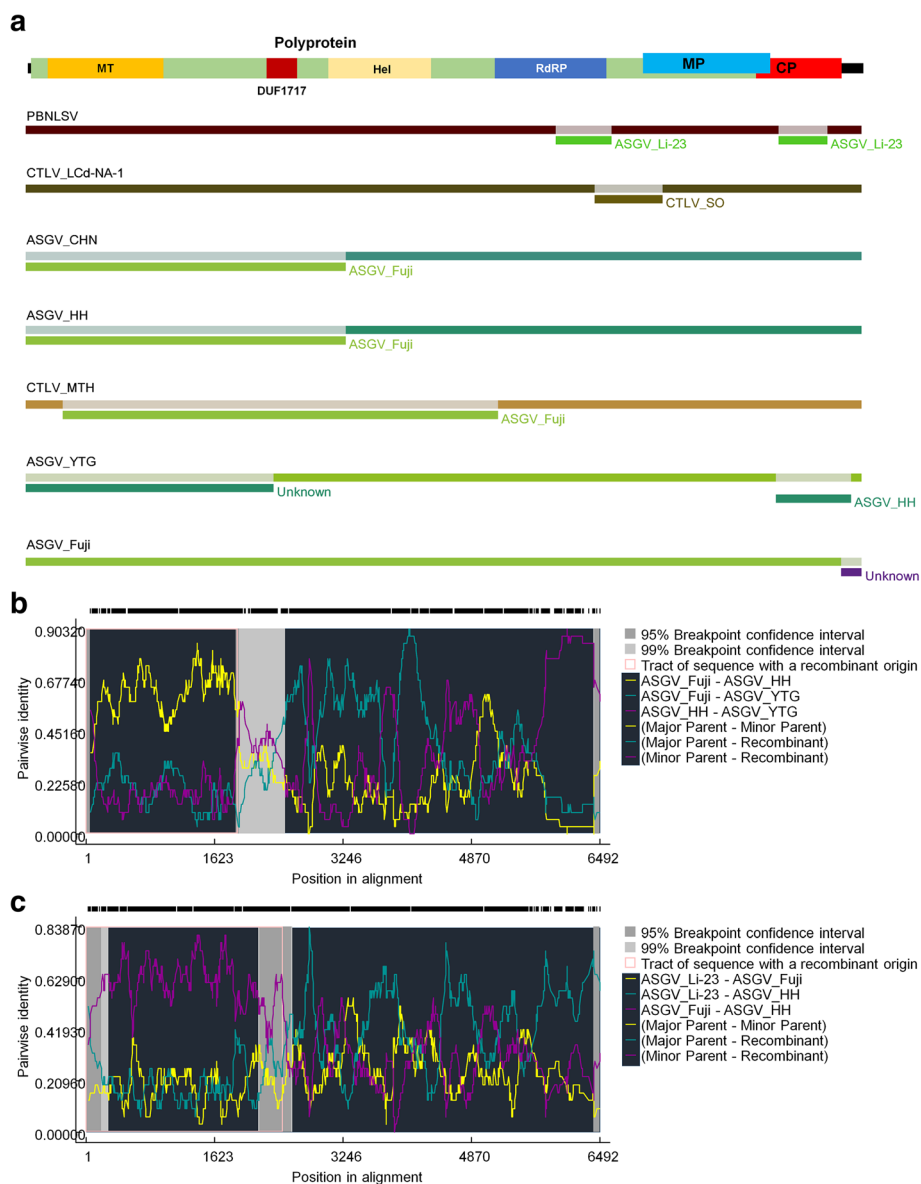 a
Polyprotein
MT
Hel
RdRP
MP
CP
DUF1717
PBNLSV
ASGV_Li-23
ASGV_Li-23
CTLV_LCd-NA-1
CTLV_SO
ASGV_CHN
ASGV_Fuji
ASGV_HH
ASGV_Fuji
CTLV_MTH
ASGV_Fuji
ASGV_YTG
Unknown
ASGV_HH
ASGV_Fuji
Unknown
b
0.90320
0.67740
0.45160
0.22580
0.00000
Pairwise identity
1
1623
3246
4870
6492
Position in alignment
95% Breakpoint confidence interval
99% Breakpoint confidence interval
Tract of sequence with a recombinant origin
ASGV_Fuji - ASGV_HH
ASGV_Fuji - ASGV_YTG
ASGV_HH - ASGV_YTG
(Major Parent - Minor Parent)
(Major Parent - Recombinant)
(Minor Parent - Recombinant)
c
0.83870
0.62900
0.41930
0.20960
0.00000
Pairwise identity
1
1623
3246
4870
6492
Position in alignment
95% Breakpoint confidence interval
99% Breakpoint confidence interval
Tract of sequence with a recombinant origin
ASGV_Li-23 - ASGV_Fuji
ASGV_Li-23 - ASGV_HH
ASGV_Fuji - ASGV_HH
(Major Parent - Minor Parent)
(Major Parent - Recombinant)
(Minor Parent - Recombinant)